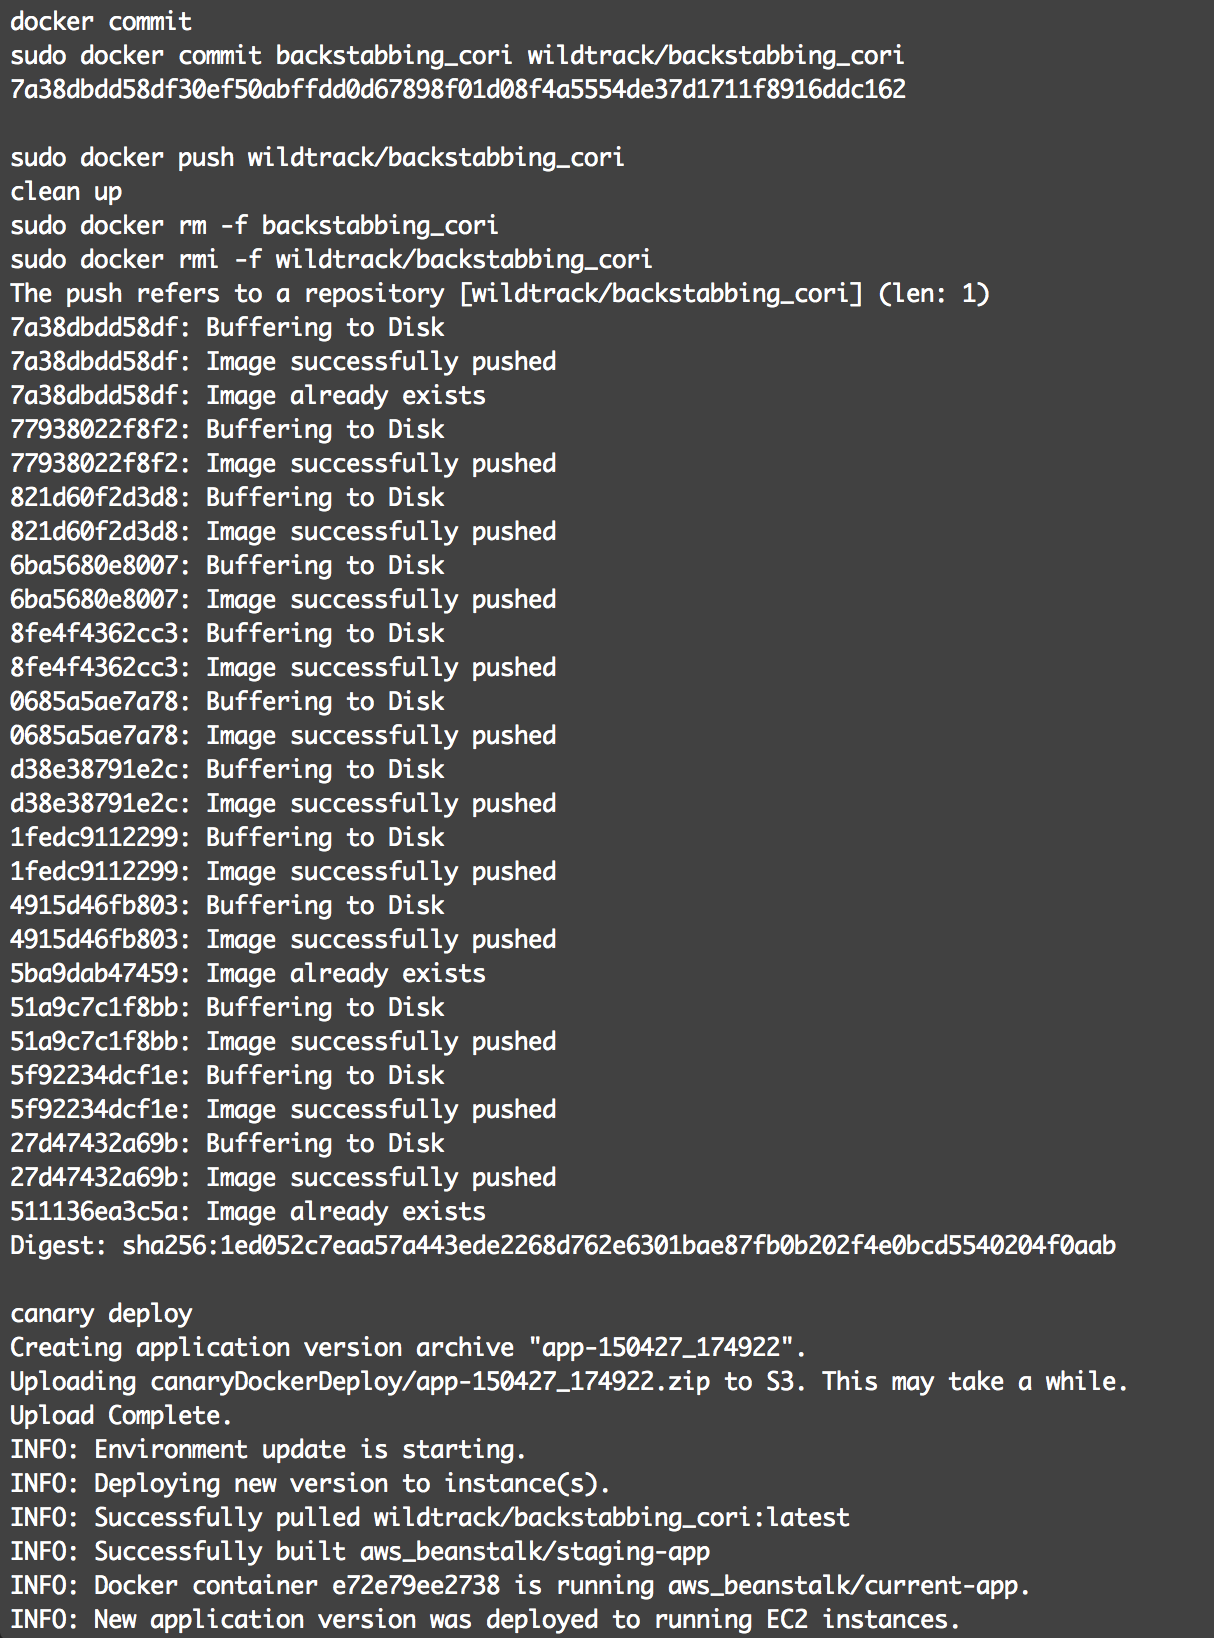 docker commit
sudo docker commit backstabbing_cori wildtrack/backstabbing_cori
7a38dbdd58df30ef50abffdd0d67898f01d08f4a5554de37d1711f8916ddc162
sudo docker push wildtrack/backstabbing_cori
clean up
sudo docker rm -f backstabbing_cori
sudo docker rmi -f wildtrack/backstabbing_cori
The push refers to a repository [wildtrack/backstabbing_cori] (len: 1)
7a38dbdd58df: Buffering to Disk
7a38dbdd58df: Image successfully pushed
7a38dbdd58df: Image already exists
77938022f8f2: Buffering to Disk
77938022f8f2: Image successfully pushed
821d60f2d3d8: Buffering to Disk
821d60f2d3d8: Image successfully pushed
6ba5680e8007: Buffering to Disk
6ba5680e8007: Image successfully pushed
8fe4f4362cc3: Buffering to Disk
8fe4f4362cc3: Image successfully pushed
0685a5ae7a78: Buffering to Disk
0685a5ae7a78: Image successfully pushed
d38e38791e2c: Buffering to Disk
d38e38791e2c: Image successfully pushed
1fedc9112299: Buffering to Disk
1fedc9112299: Image successfully pushed
4915d46fb803: Buffering to Disk
4915d46fb803: Image successfully pushed
5ba9dab47459: Image already exists
51a9c7c1f8bb: Buffering to Disk
51a9c7c1f8bb: Image successfully pushed
5f92234dcf1e: Buffering to Disk
5f92234dcf1e: Image successfully pushed
27d47432a69b: Buffering to Disk
27d47432a69b: Image successfully pushed
511136ea3c5a: Image already exists
Digest: sha256:1ed052c7eaa57a443ede2268d762e6301bae87fb0b202f4e0bcd5540204f0aab
canary deploy
Creating application version archive "app-150427_174922".
Uploading canaryDockerDeploy/app-150427_174922.zip to S3. This may take a while.
Upload Complete.
INFO: Environment update is starting.
INFO: Deploying new version to instance(s).
INFO: Successfully pulled wildtrack/backstabbing_cori:latest
INFO: Successfully built aws_beanstalk/staging-app
INFO: Docker container e72e79ee2738 is running aws_beanstalk/current-app.
INFO: New application version was deployed to running EC2 instances.